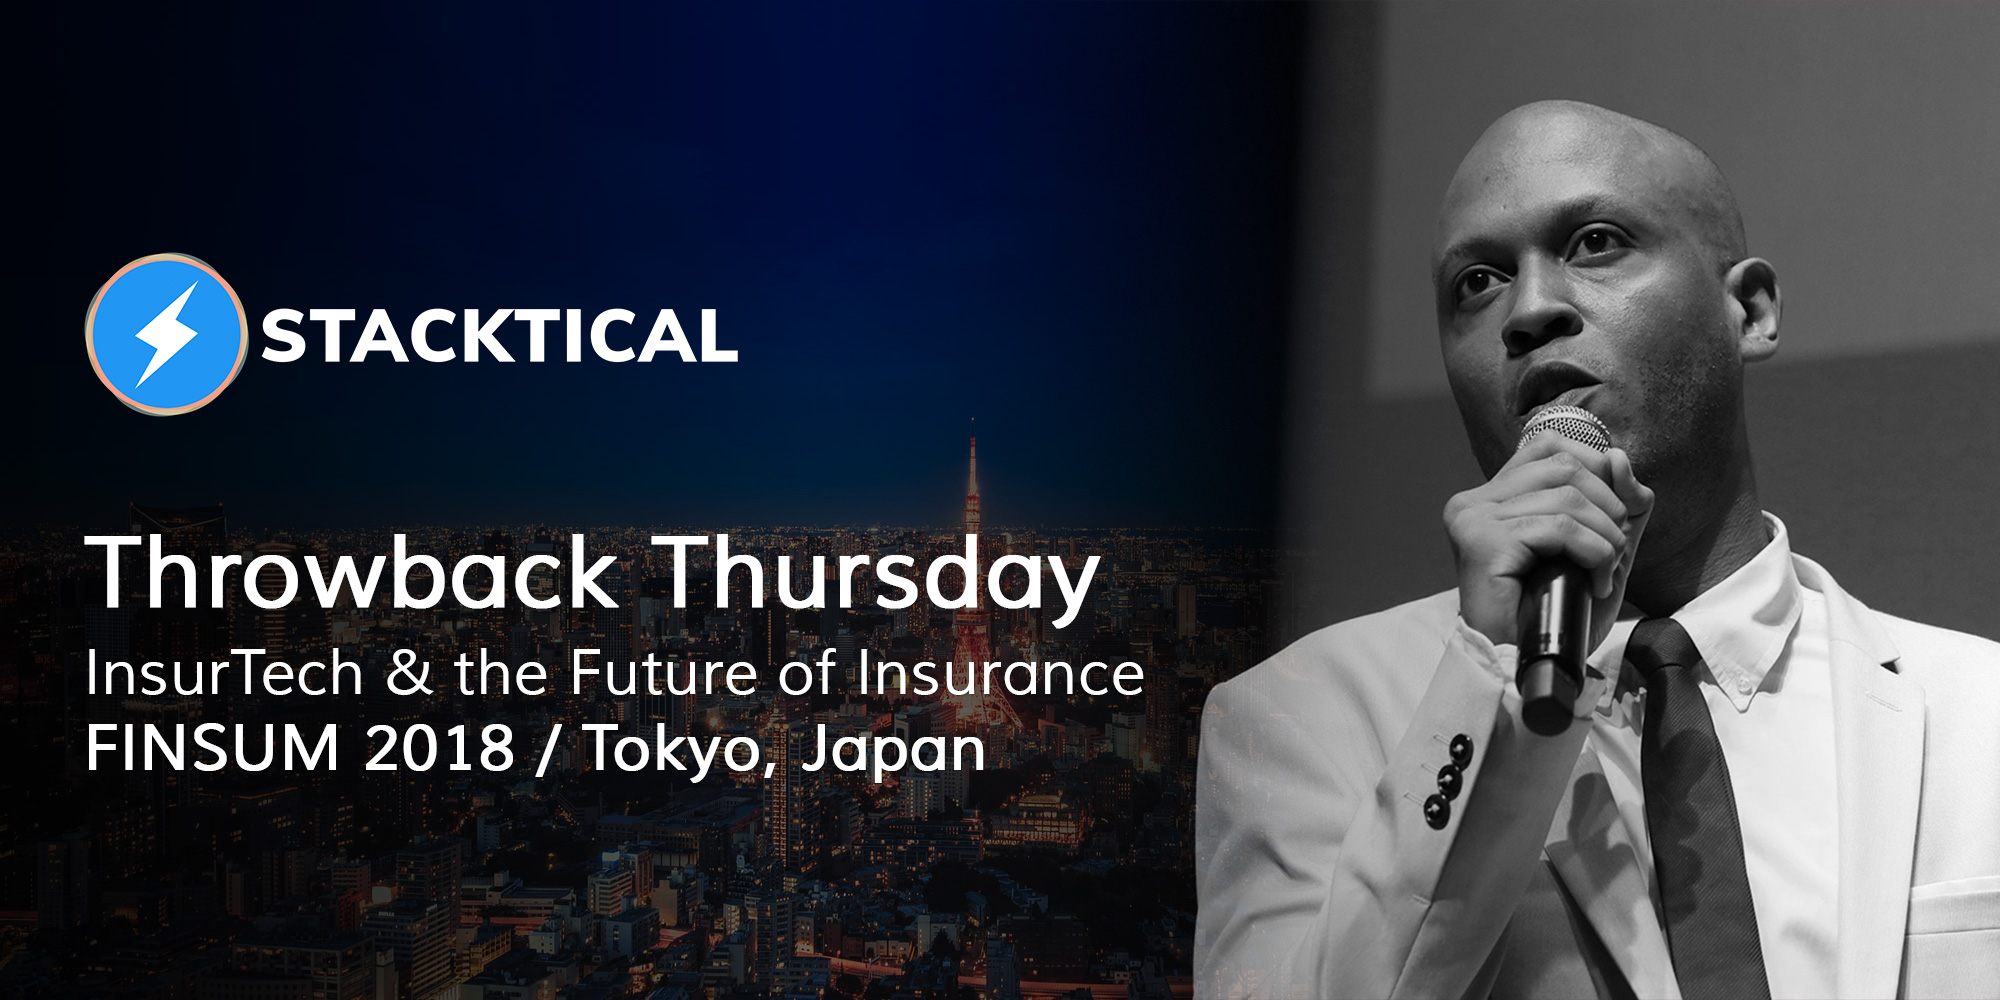 STACKTICAL
Throwback Thursday
InsurTech & the Future of Insurance
FINSUM 2018 / Tokyo, Japan